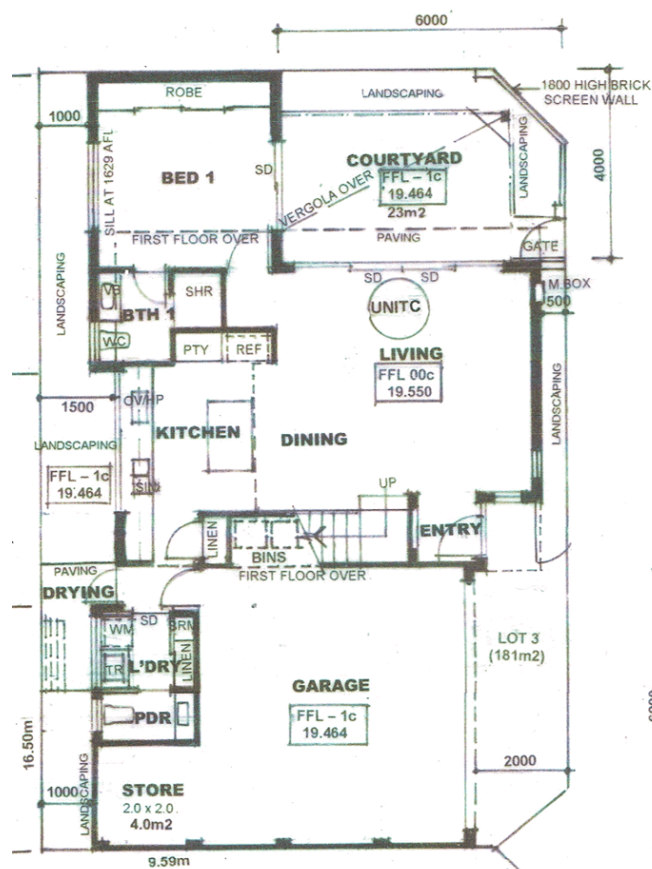 6000
1800 HIGH BRICK
SCREEN WALL
ROBE
LANDSCAPING
1000
BED 1
SD
COURTYARD
FFL – 1c
19.464
23m2
LANDSCAPING
4000
SILL AT 1629 AFL
VERGOLA OVER
FIRST FLOOR OVER
PAVING
GATE
LANDSCAPING
VB
SHR
BTH 1
WC
SD SD
M.BOX
500
UNITC
PTY
REF
LIVING
FFL 00c
19.550
LANDSCAPING
1500
OV/HP
KITCHEN
DINING
LANDSCAPING
FFL – 1c
19.464
UP
LINEN
BINS
ENTRY
PAVING
FIRST FLOOR OVER
DRYING
SD
WM
BRM
LOT 3
(181m2)
TR
L'DRY
LINEN
GARAGE
FFL – 1c
19.464
PDR
6000
16.50m
2000
1000
LANDSCAPING
STORE
2.0 x 2.0
4.0m2
9.59m